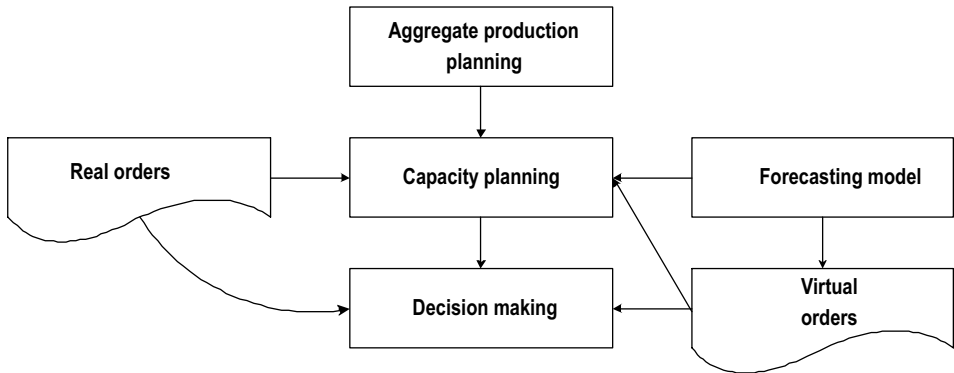 Aggregate production
planning
Real orders
Capacity planning
Forecasting model
Decision making
Virtual
orders